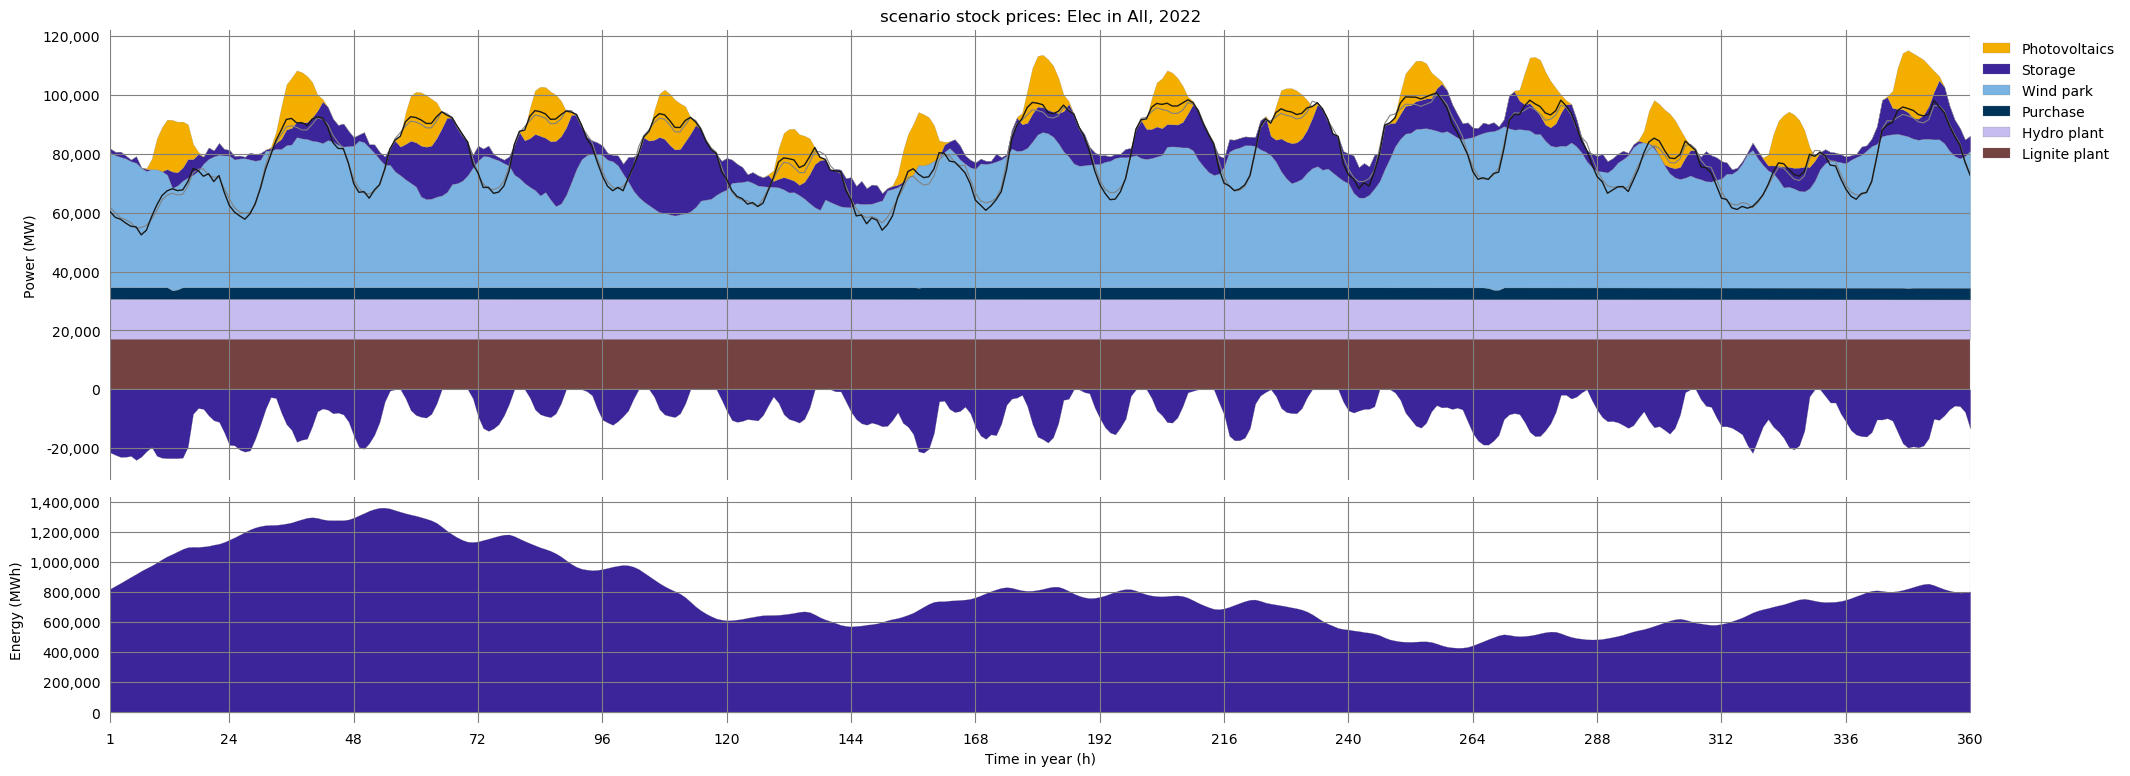 scenario stock prices: Elec in All, 2022
120,000
100,000
80,000
60,000
40,000
20,000
0
-20,000
Power (MW)
Photovoltaics
Storage
Wind park
Purchase
Hydro plant
Lignite plant
1,400,000
1,200,000
1,000,000
800,000
600,000
400,000
200,000
0
Energy (MWh)
1 24 48 72 96 120 144 168 192 216 240 264 288 312 336 360
Time in year (h)